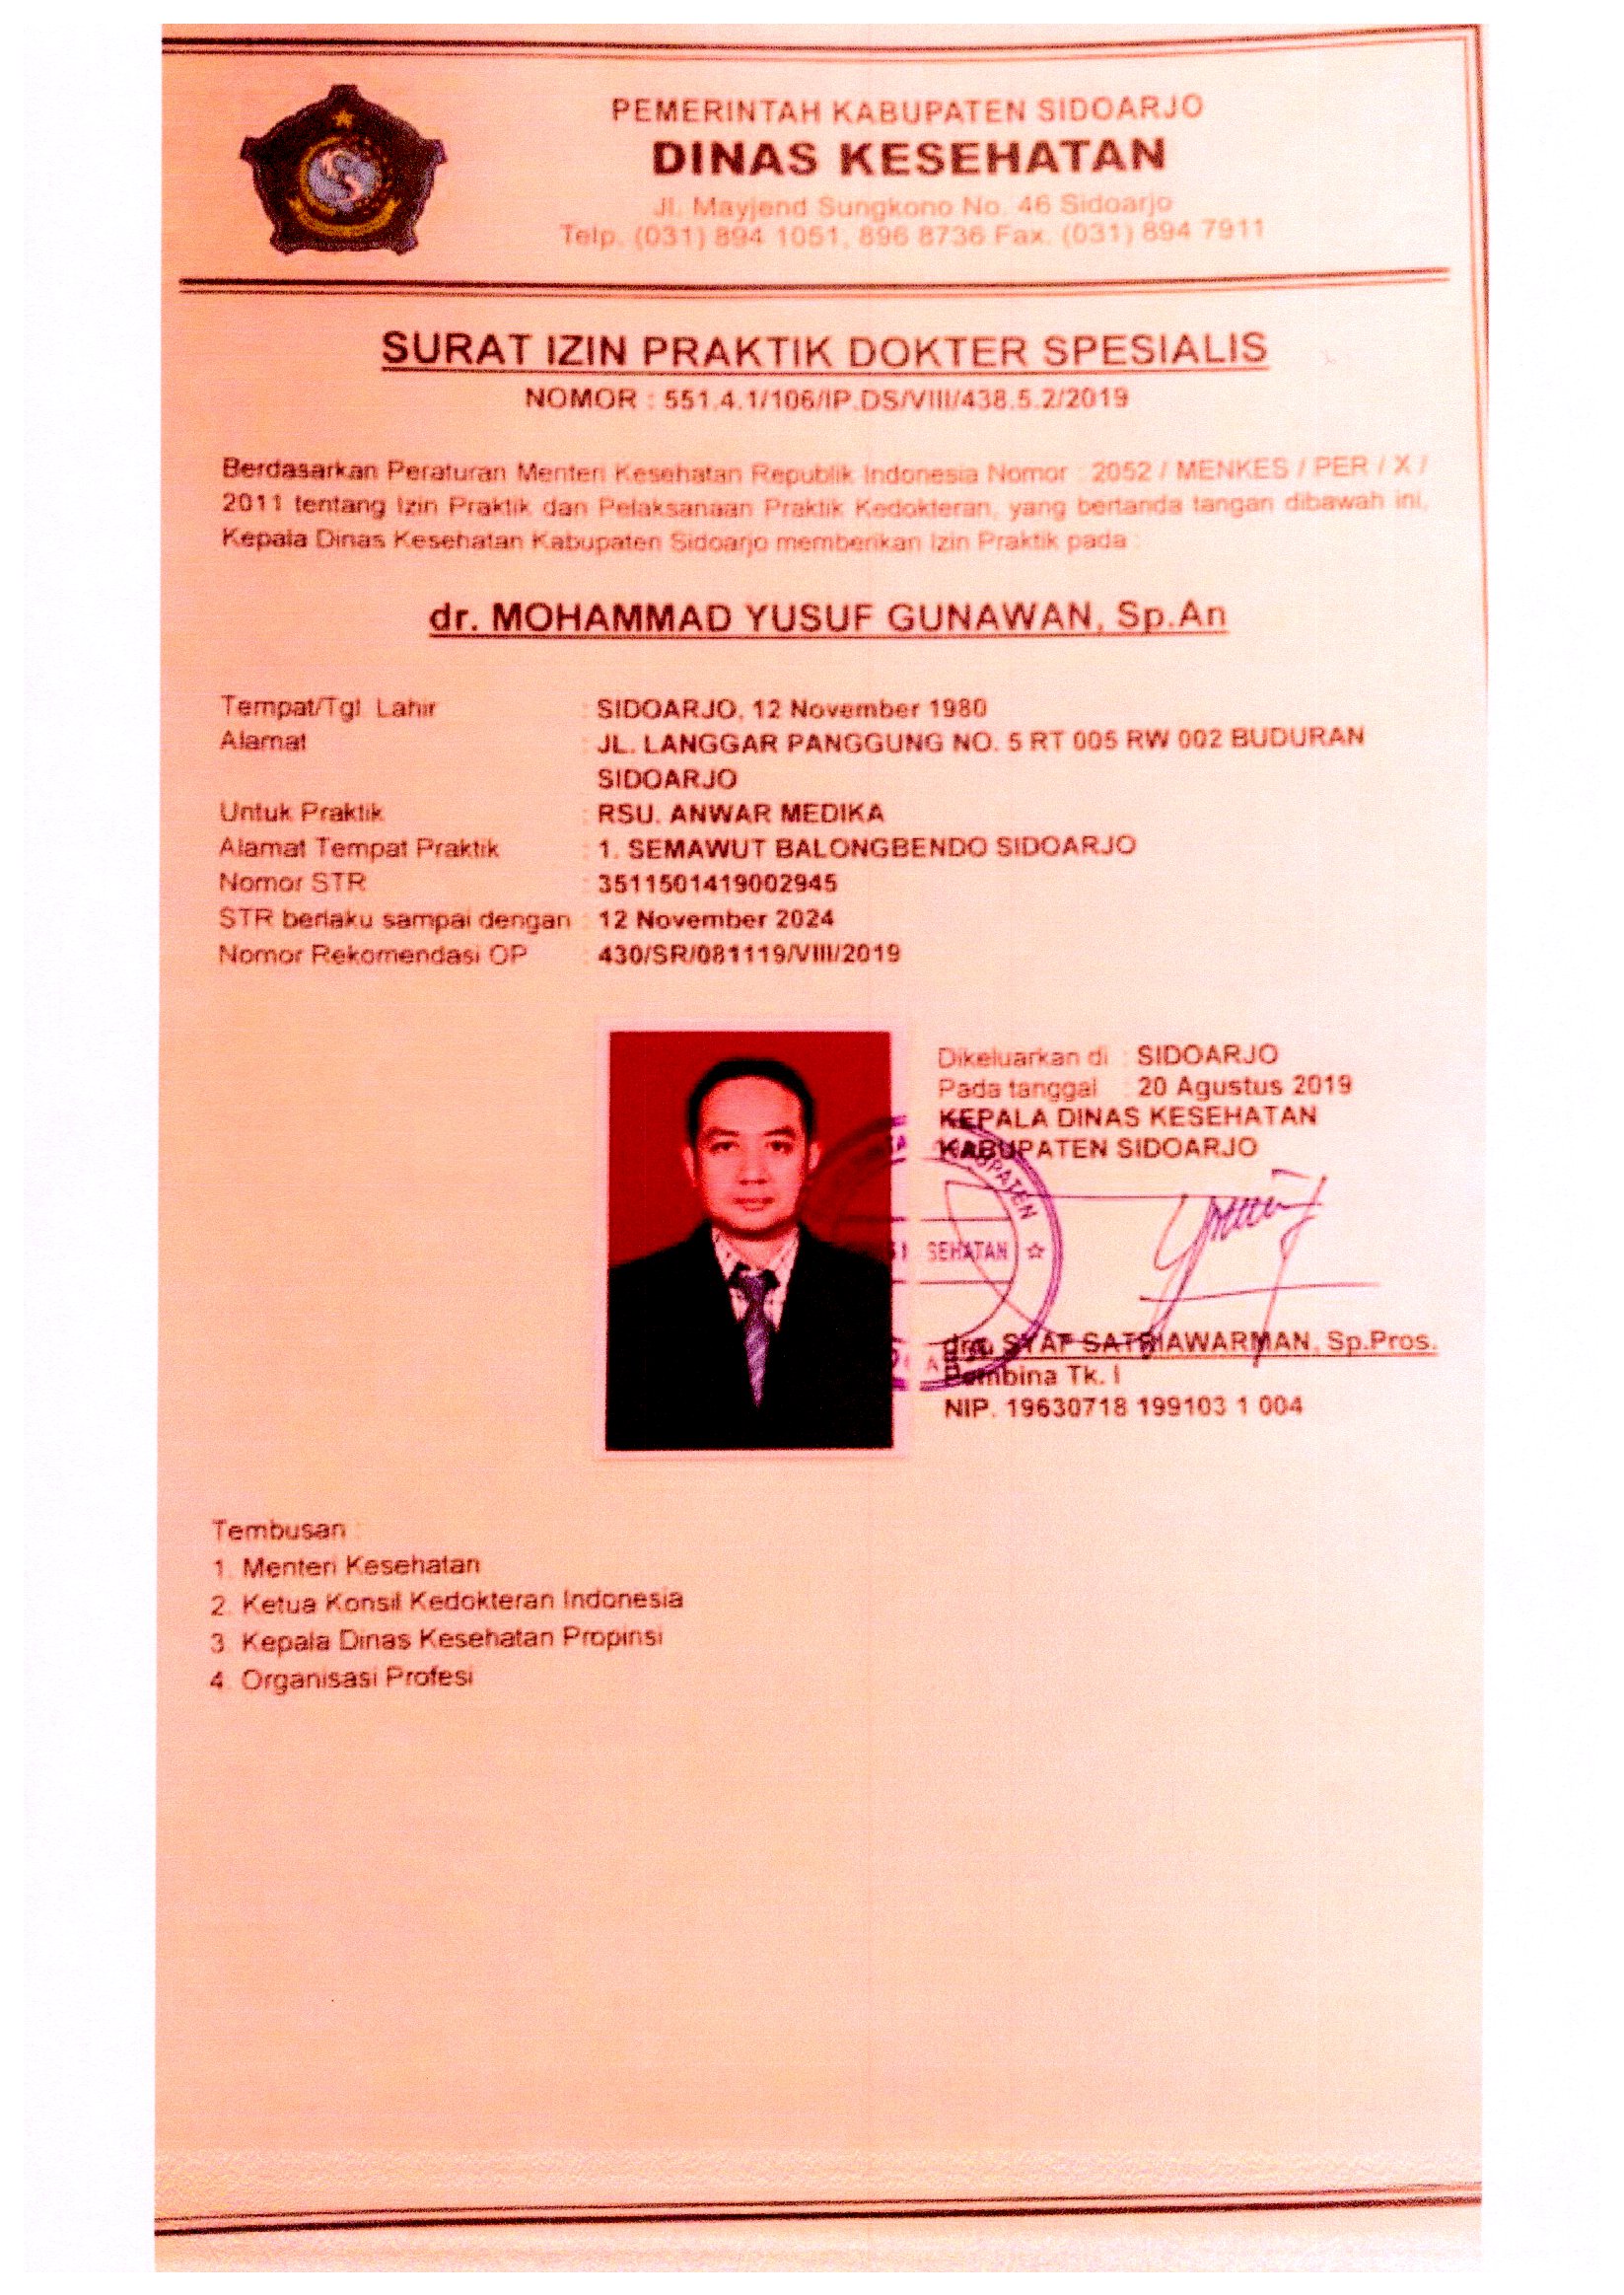 PEMERINTAH KABUPATEN SIDOARJO
DINAS KESEHATAN
Jl. Mayjend Sungkono No. 46 Sidoarjo
Telp. (031) 894 1051, 896 8736 Fax. (031) 894 7911
SURAT IZIN PRAKTIK DOKTER SPESIALIS
NOMOR : 551.4.1/106/IP.DS/VIII/438.5.2/2019
Berdasarkan Peraturan Menteri Kesehatan Republik Indonesia Nomor : 2052 / MENKES / PER / X /
2011 tentang Izin Praktik dan Pelaksanaan Praktik Kedokteran, yang bertanda tangan dibawah ini,
Kepala Dinas Kesehatan Kabupaten Sidoarjo memberikan Izin Praktik pada :
dr. MOHAMMAD YUSUF GUNAWAN, Sp.An
Tempat/Tgl. Lahir : SIDOARJO, 12 November 1980
Alamat : JL. LANGGAR PANGGUNG NO. 5 RT 005 RW 002 BUDURAN
SIDOARJO
Untuk Praktik : RSU. ANWAR MEDIKA
Alamat Tempat Praktik : 1. SEMAWUT BALONGBENDO SIDOARJO
Nomor STR : 3511501419002945
STR berlaku sampai dengan : 12 November 2024
Nomor Rekomendasi OP : 430/SR/081119/VIII/2019
Dikeluarkan di : SIDOARJO
Pada tanggal : 20 Agustus 2019
KEPALA DINAS KESEHATAN
KABUPATEN SIDOARJO
PATEN
SEHATAN
drg. SYAF SATRIAWARMAN, Sp.Pros.
Pembina Tk. I
NIP. 19630718 199103 1 004
Tembusan :
1. Menteri Kesehatan
2. Ketua Konsil Kedokteran Indonesia
3. Kepala Dinas Kesehatan Propinsi
4. Organisasi Profesi